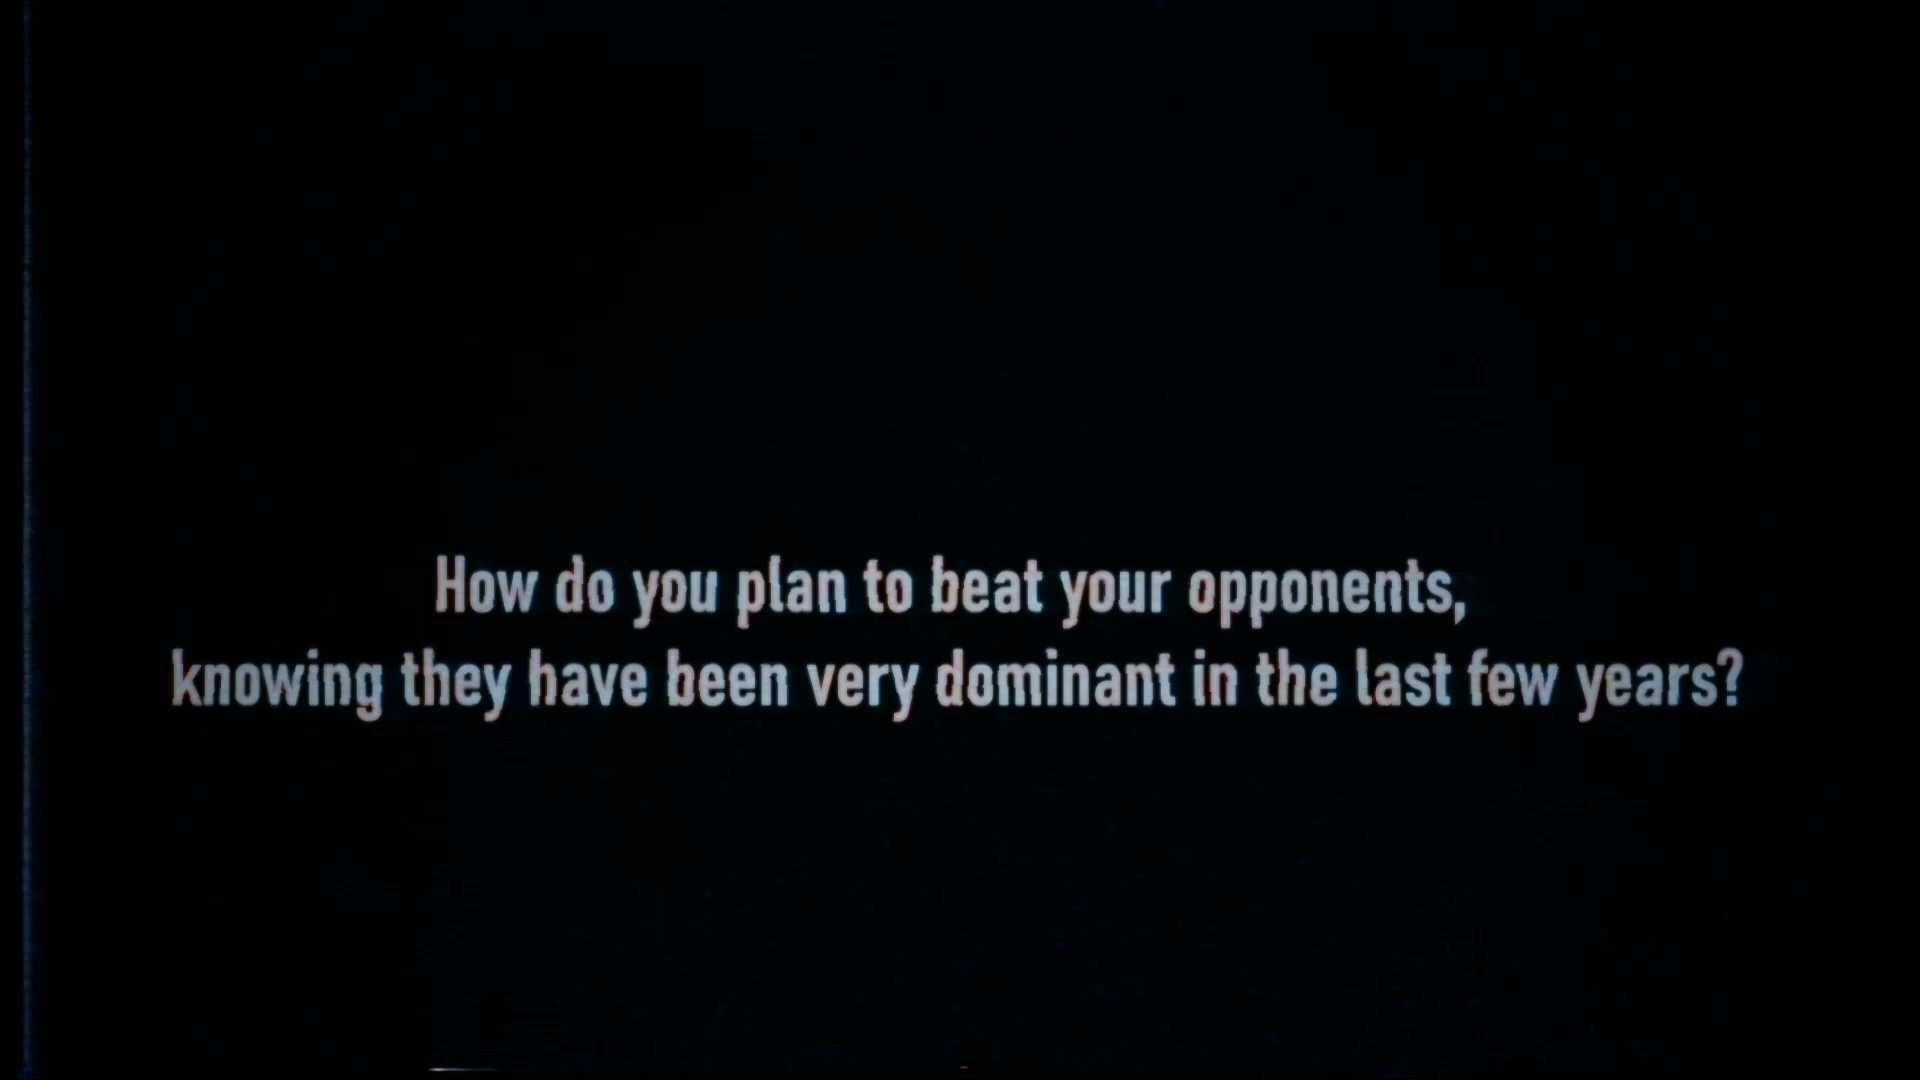 How do you plan to beat your opponents,
knowing they have been very dominant in the last few years?